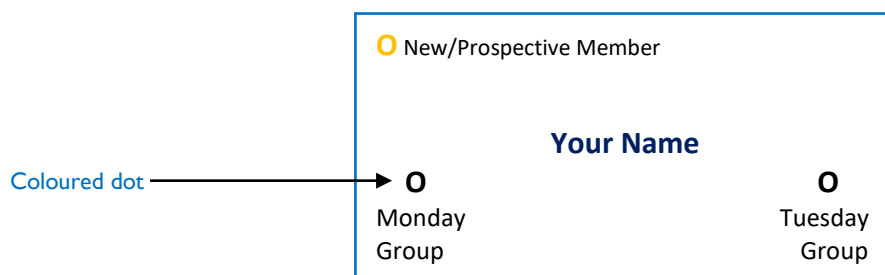 O New/Prospective Member
Your Name
Coloured dot
O O
Monday Tuesday
Group Group